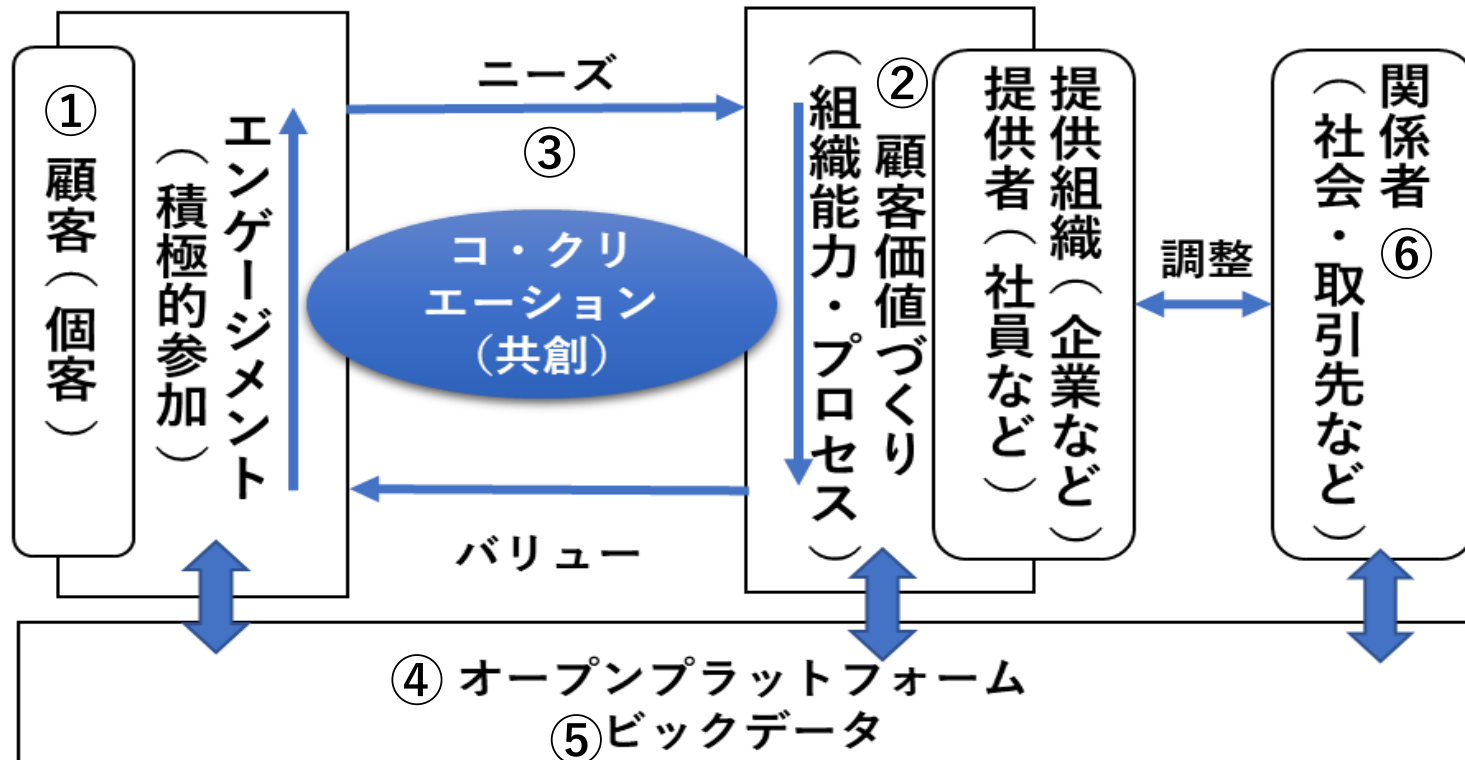 ① 顧客（個客）
エンゲージメント
（積極的参加）
ニーズ
③
コ・クリ
エーション
（共創）
バリュー
② 顧客価値づくり
（組織能力・プロセス）
提供組織（企業など）
提供者（社員など）
調整
関係者 ⑥
（社会・取引先など）
④ オープンプラットフォーム
⑤ビックデータ